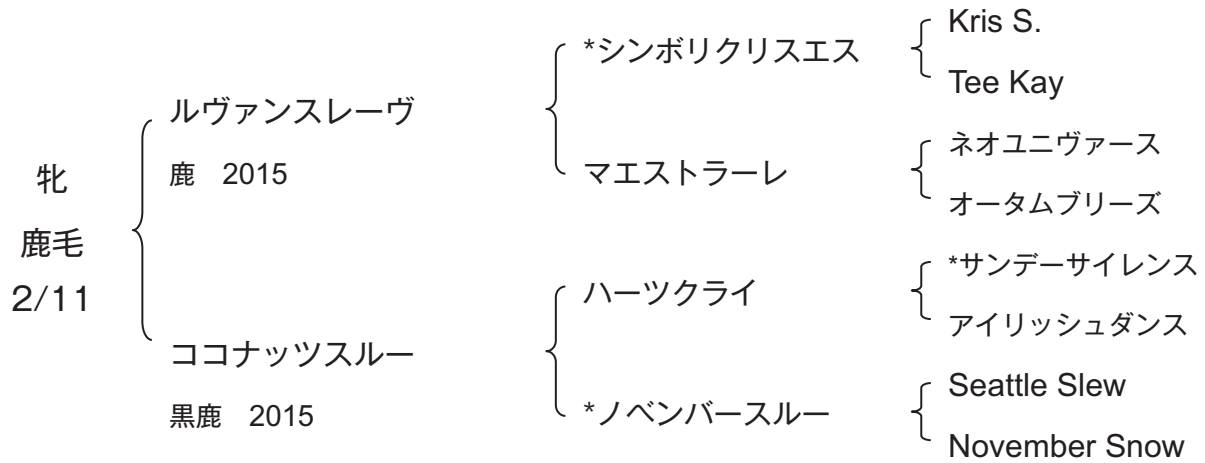 牝
鹿毛
2/11
ルヴァンスレーヴ
鹿 2015
ココナッツスルー
黒鹿 2015
*シンボリクリスエス
マエストラーレ
ハーツクライ
*ノベンバースルー
Kris S.
Tee Kay
ネオユニヴァース
オータムブリーズ
*サンデーサイレンス
アイリッシュダンス
Seattle Slew
November Snow